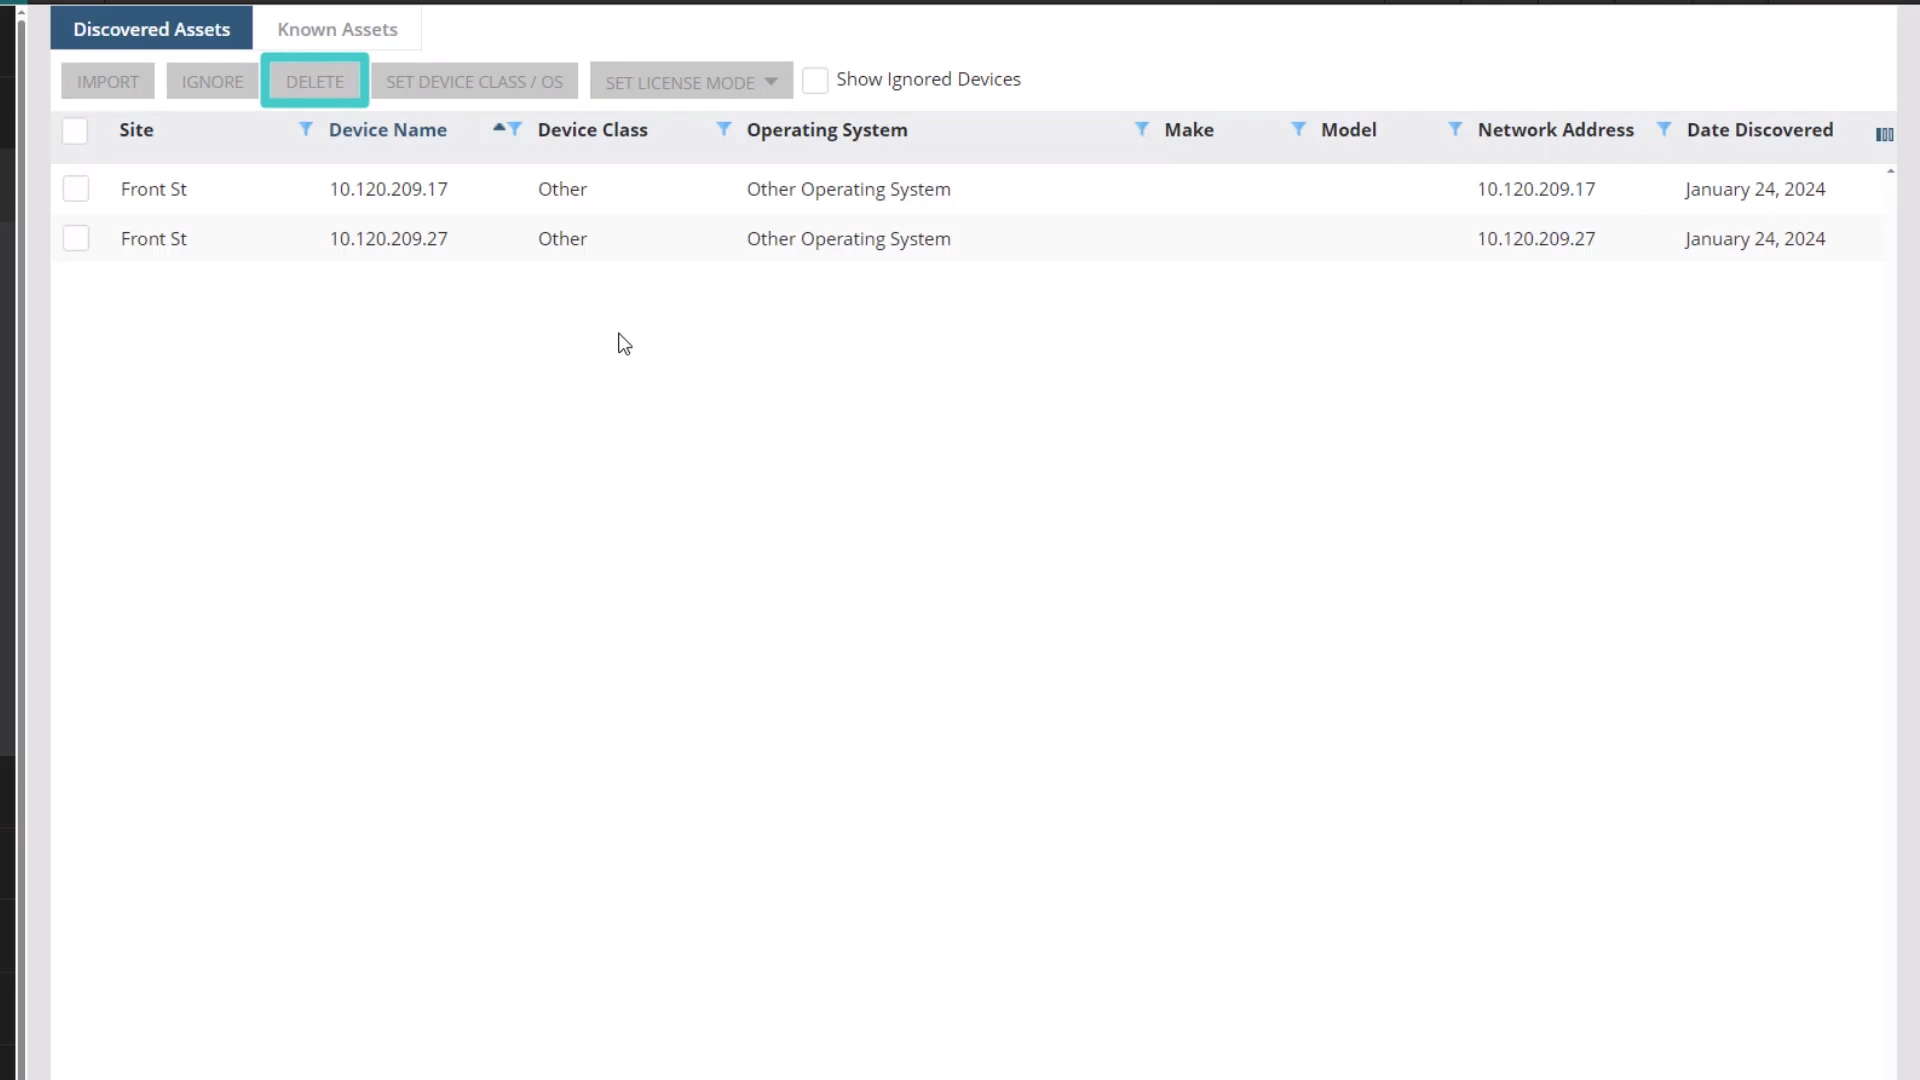 Discovered Assets Known Assets
IMPORT IGNORE DELETE SET DEVICE CLASS / OS SET LICENSE MODE Show Ignored Devices
Site Device Name Device Class Operating System Make Model Network Address Date Discovered
Front St 10.120.209.17 Other Other Operating System 10.120.209.17 January 24, 2024
Front St 10.120.209.27 Other Other Operating System 10.120.209.27 January 24, 2024